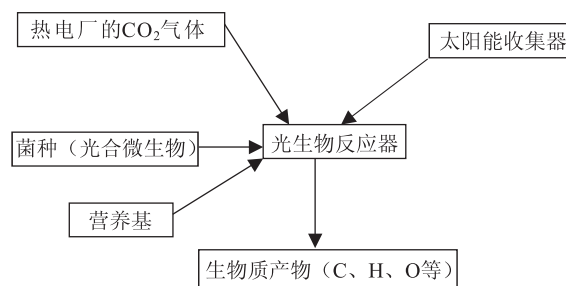 热电厂的CO₂气体
太阳能收集器
菌种（光合微生物）
光生物反应器
营养基
生物质产物（C、H、O等）